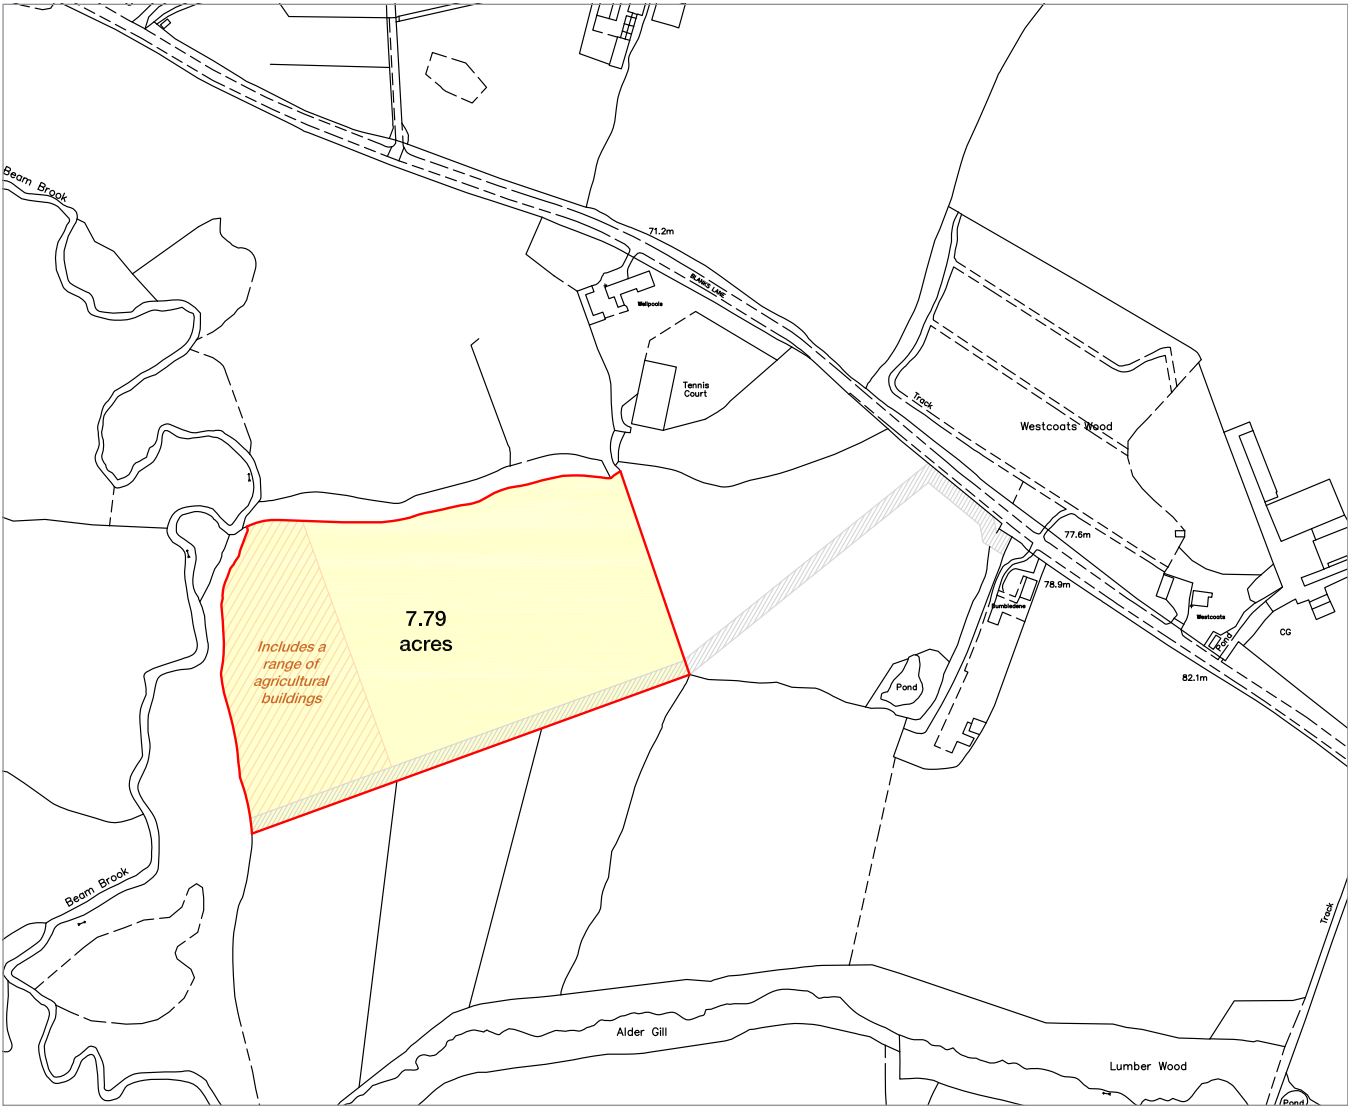 Beam Brook
71.2m
BLANKS LANE
Wellpools
Tennis
Court
Track
Westcoats Wood
77.6m
78.9m
Bumbledene
Westcoats
Pond
CG
82.1m
7.79
acres
Includes a
range of
agricultural
buildings
Pond
Beam Brook
Track
Alder Gill
Lumber Wood
Pond